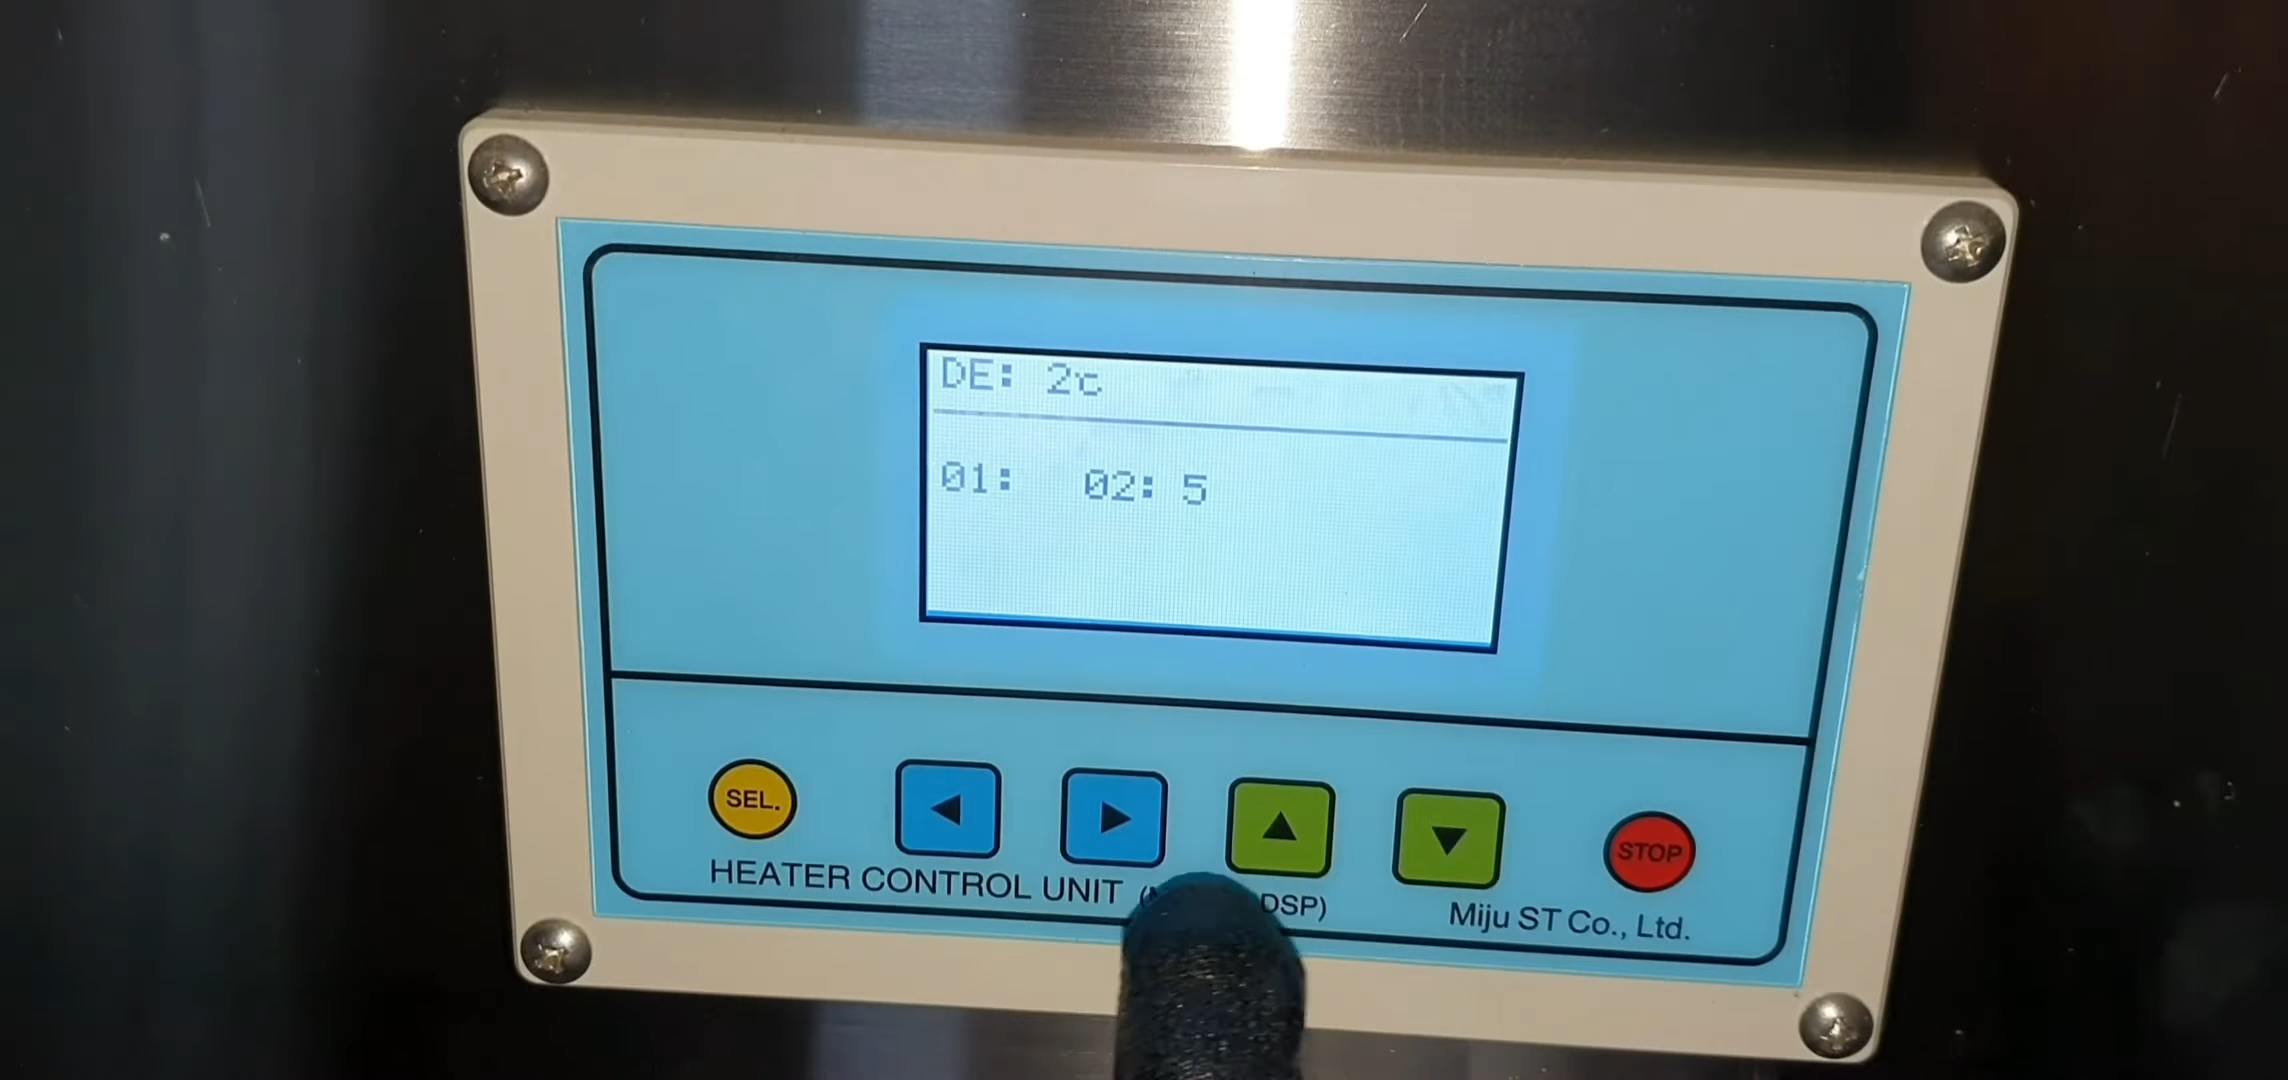 DE: 2℃
01: 02: 5
SEL. ◀ ▶ ▲ ▼ STOP
HEATER CONTROL UNIT DSP)
Miju ST Co., Ltd.